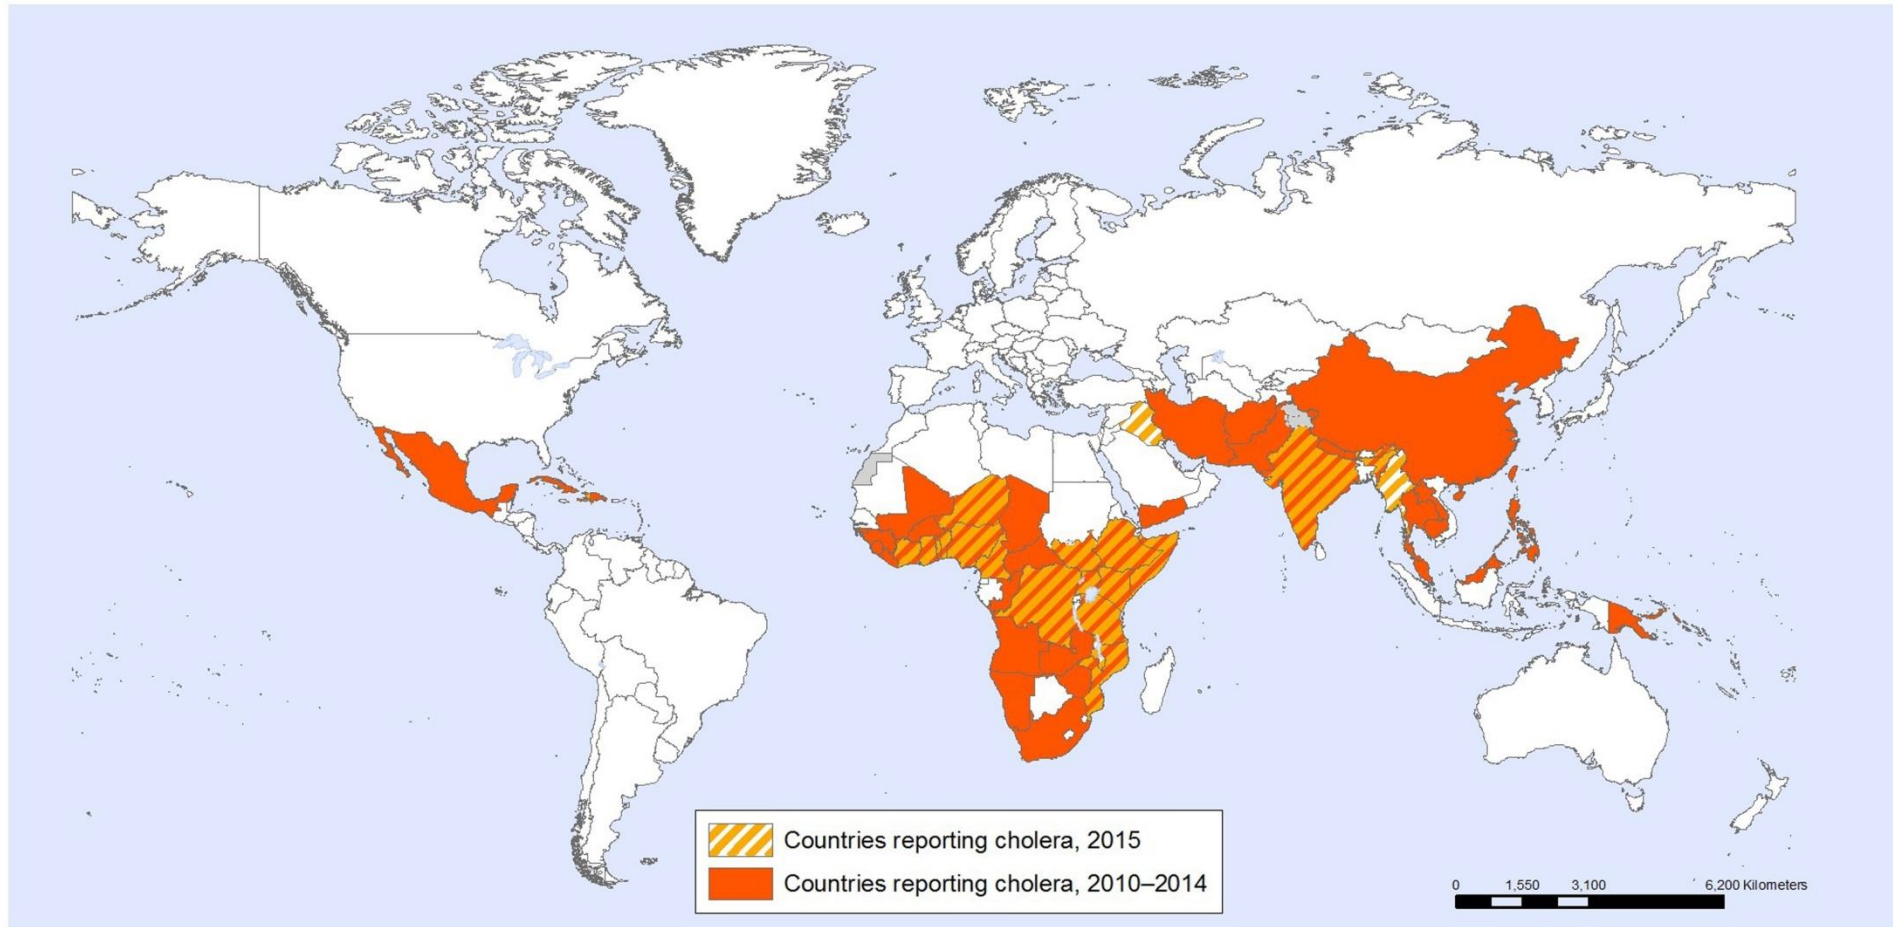 Countries reporting cholera, 2015
Countries reporting cholera, 2010–2014
0 1,550 3,100 6,200 Kilometers